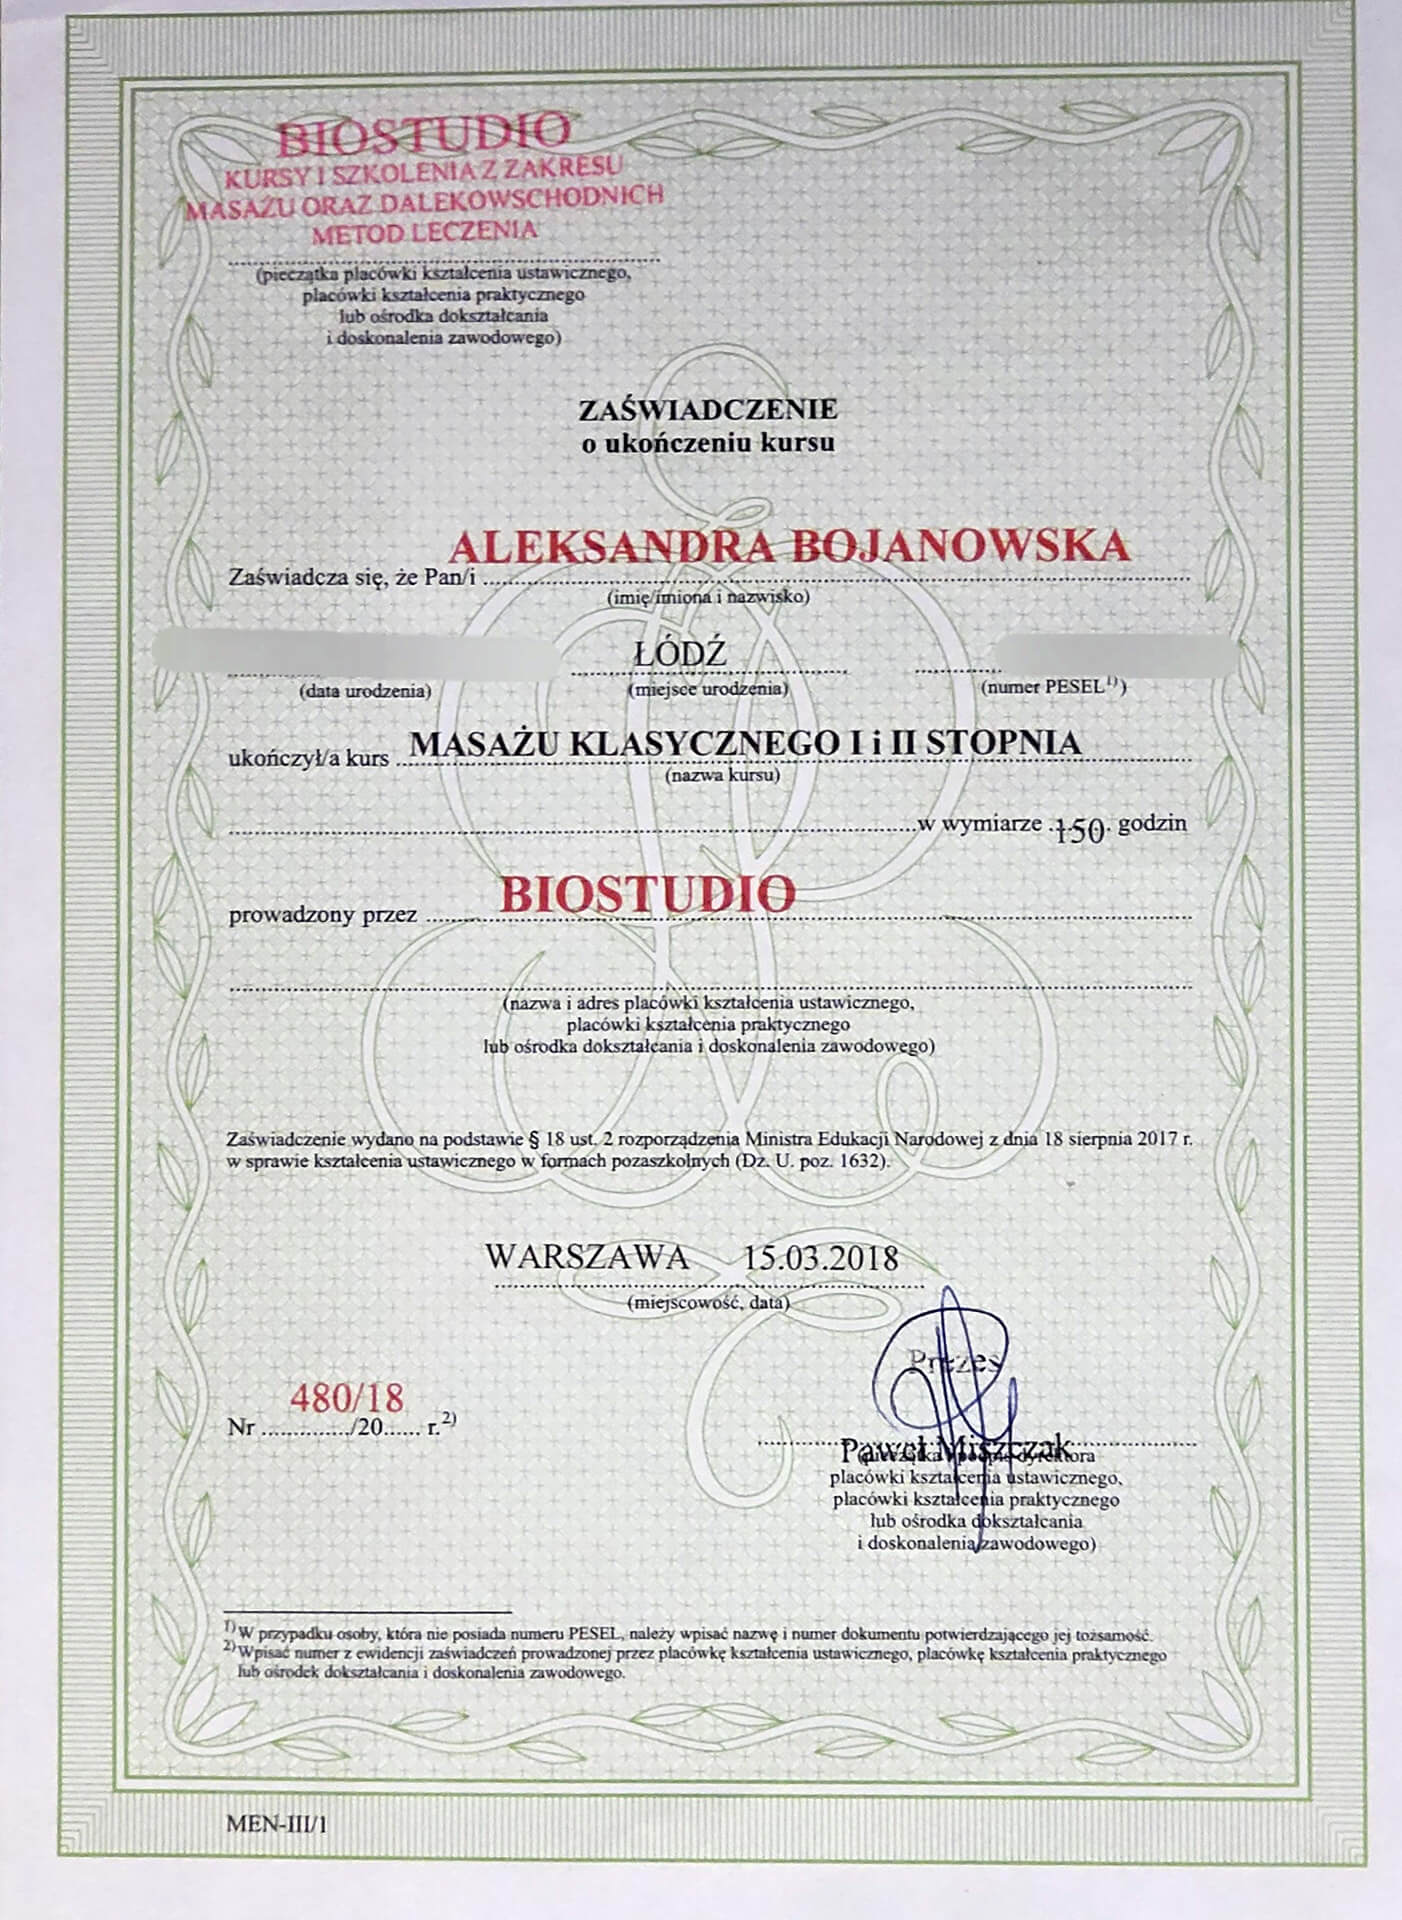 BIOSTUDIO
KURSY I SZKOLENIA Z ZAKRESU
MASAŻU ORAZ DALEKOWSCHODNICH
METOD LECZENIA
(pieczątka placówki kształcenia ustawicznego,
placówki kształcenia praktycznego
lub ośrodka dokształcania
i doskonalenia zawodowego)
ZAŚWIADCZENIE
o ukończeniu kursu
ALEKSANDRA BOJANOWSKA
Zaświadcza się, że Pan/i
(imię/imiona i nazwisko)
ŁÓDŹ
(data urodzenia) (miejsce urodzenia) (numer PESEL¹⁾)
ukończył/a kurs MASAŻU KLASYCZNEGO I i II STOPNIA
(nazwa kursu)
w wymiarze 150 godzin
prowadzony przez BIOSTUDIO
(nazwa i adres placówki kształcenia ustawicznego,
placówki kształcenia praktycznego
lub ośrodka dokształcania i doskonalenia zawodowego)
Zaświadczenie wydano na podstawie § 18 ust. 2 rozporządzenia Ministra Edukacji Narodowej z dnia 18 sierpnia 2017 r.
w sprawie kształcenia ustawicznego w formach pozaszkolnych (Dz. U. poz. 1632).
WARSZAWA 15.03.2018
(miejscowość, data)
Prezes
480/18
Nr ............../20...... r.²⁾
Paweł Miszczak
(pieczątka i podpis dyrektora
placówki kształcenia ustawicznego,
placówki kształcenia praktycznego
lub ośrodka dokształcania
i doskonalenia zawodowego)
¹⁾ W przypadku osoby, która nie posiada numeru PESEL, należy wpisać nazwę i numer dokumentu potwierdzającego jej tożsamość.
²⁾ Wpisać numer z ewidencji zaświadczeń prowadzonej przez placówkę kształcenia ustawicznego, placówkę kształcenia praktycznego
lub ośrodek dokształcania i doskonalenia zawodowego.
MEN-III/1